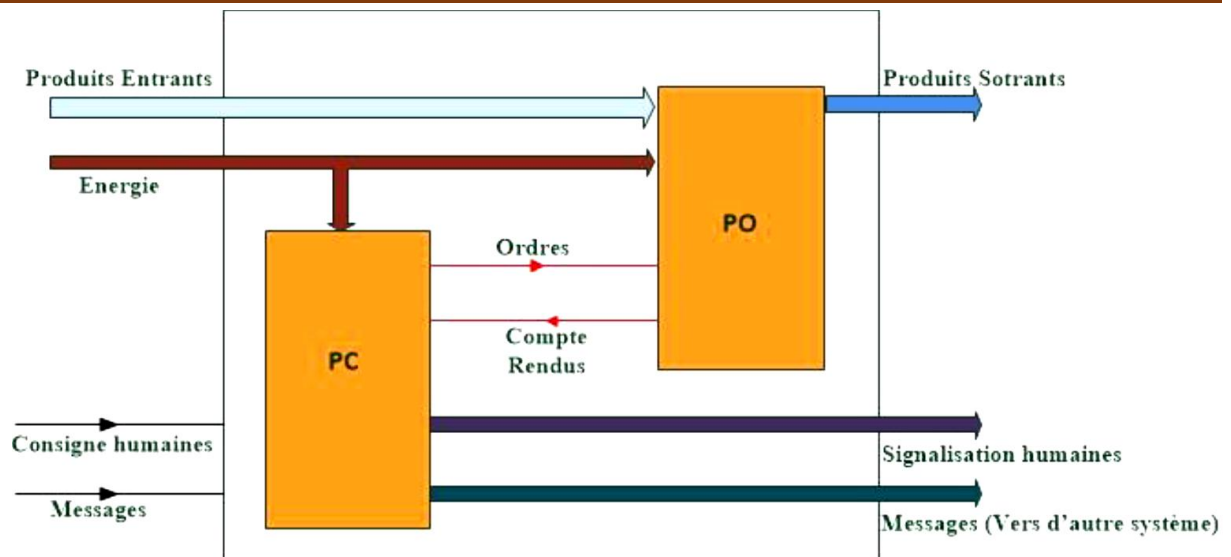 Produits Entrants
Produits Sotrants
Energie
PO
Ordres
Compte
Rendus
PC
Consigne humaines
Signalisation humaines
Messages
Messages (Vers d'autre système)